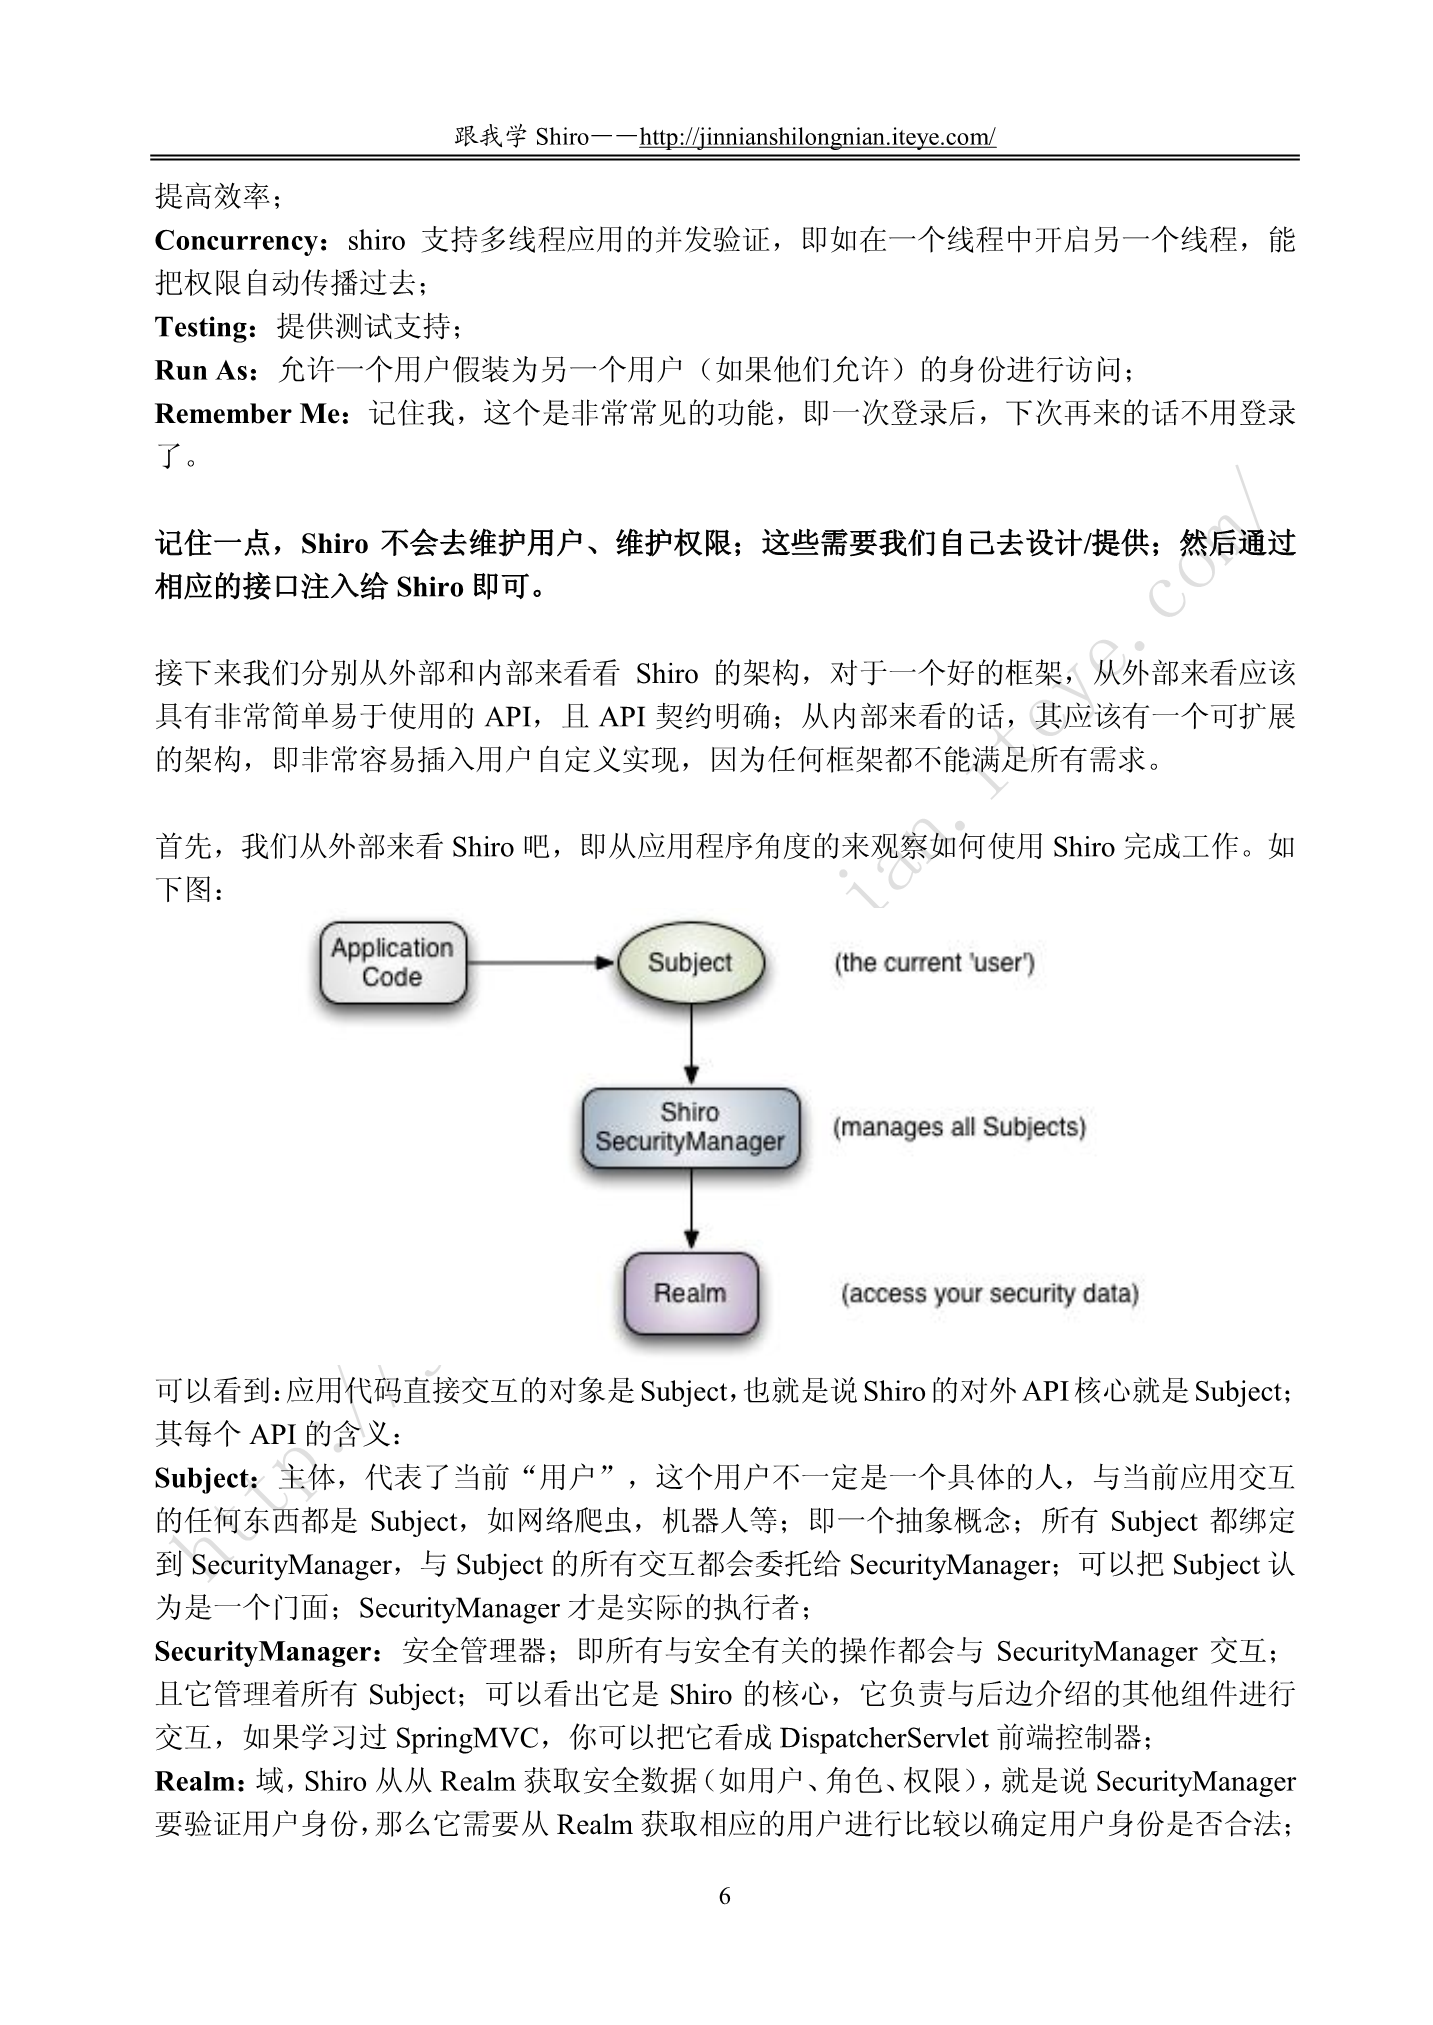 跟我学 Shiro——http://jinnianshilongnian.iteye.com/
提高效率；
Concurrency：shiro 支持多线程应用的并发验证，即如在一个线程中开启另一个线程，能
把权限自动传播过去；
Testing：提供测试支持；
Run As：允许一个用户假装为另一个用户（如果他们允许）的身份进行访问；
Remember Me：记住我，这个是非常常见的功能，即一次登录后，下次再来的话不用登录
了。
记住一点，Shiro 不会去维护用户、维护权限；这些需要我们自己去设计/提供；然后通过
相应的接口注入给 Shiro 即可。
接下来我们分别从外部和内部来看看 Shiro 的架构，对于一个好的框架，从外部来看应该
具有非常简单易于使用的 API，且 API 契约明确；从内部来看的话，其应该有一个可扩展
的架构，即非常容易插入用户自定义实现，因为任何框架都不能满足所有需求。
首先，我们从外部来看 Shiro 吧，即从应用程序角度的来观察如何使用 Shiro 完成工作。如
下图：
Application
Code
Subject
(the current 'user')
Shiro
SecurityManager
(manages all Subjects)
Realm
(access your security data)
可以看到：应用代码直接交互的对象是 Subject，也就是说 Shiro 的对外 API 核心就是 Subject；
其每个 API 的含义：
Subject：主体，代表了当前“用户”，这个用户不一定是一个具体的人，与当前应用交互
的任何东西都是 Subject，如网络爬虫，机器人等；即一个抽象概念；所有 Subject 都绑定
到 SecurityManager，与 Subject 的所有交互都会委托给 SecurityManager；可以把 Subject 认
为是一个门面；SecurityManager 才是实际的执行者；
SecurityManager：安全管理器；即所有与安全有关的操作都会与 SecurityManager 交互；
且它管理着所有 Subject；可以看出它是 Shiro 的核心，它负责与后边介绍的其他组件进行
交互，如果学习过 SpringMVC，你可以把它看成 DispatcherServlet 前端控制器；
Realm：域，Shiro 从从 Realm 获取安全数据（如用户、角色、权限），就是说 SecurityManager
要验证用户身份，那么它需要从 Realm 获取相应的用户进行比较以确定用户身份是否合法；
6